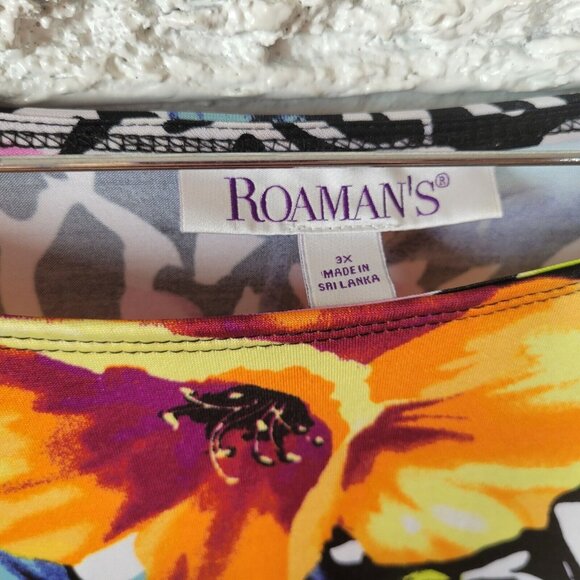 ROAMAN'S®
3X
MADE IN
SRI LANKA